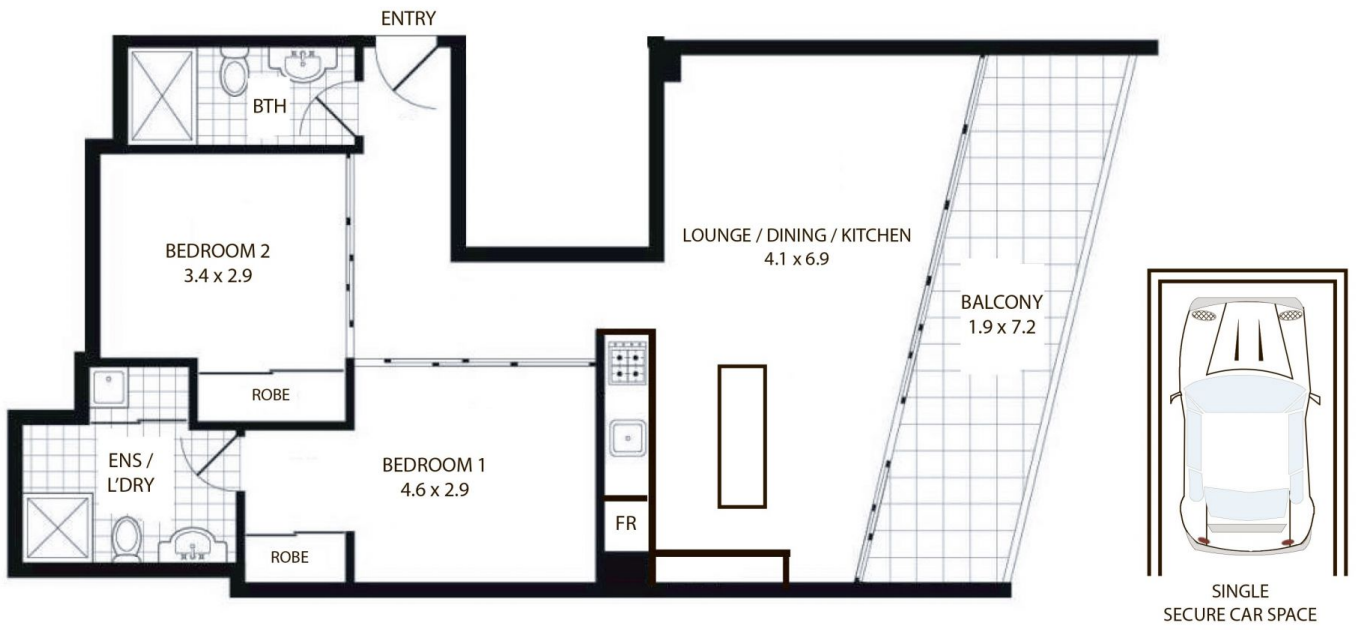 ENTRY
BTH
BEDROOM 2
3.4 x 2.9
LOUNGE / DINING / KITCHEN
4.1 x 6.9
BALCONY
1.9 x 7.2
ROBE
ENS /
L'DRY
BEDROOM 1
4.6 x 2.9
FR
ROBE
SINGLE
SECURE CAR SPACE